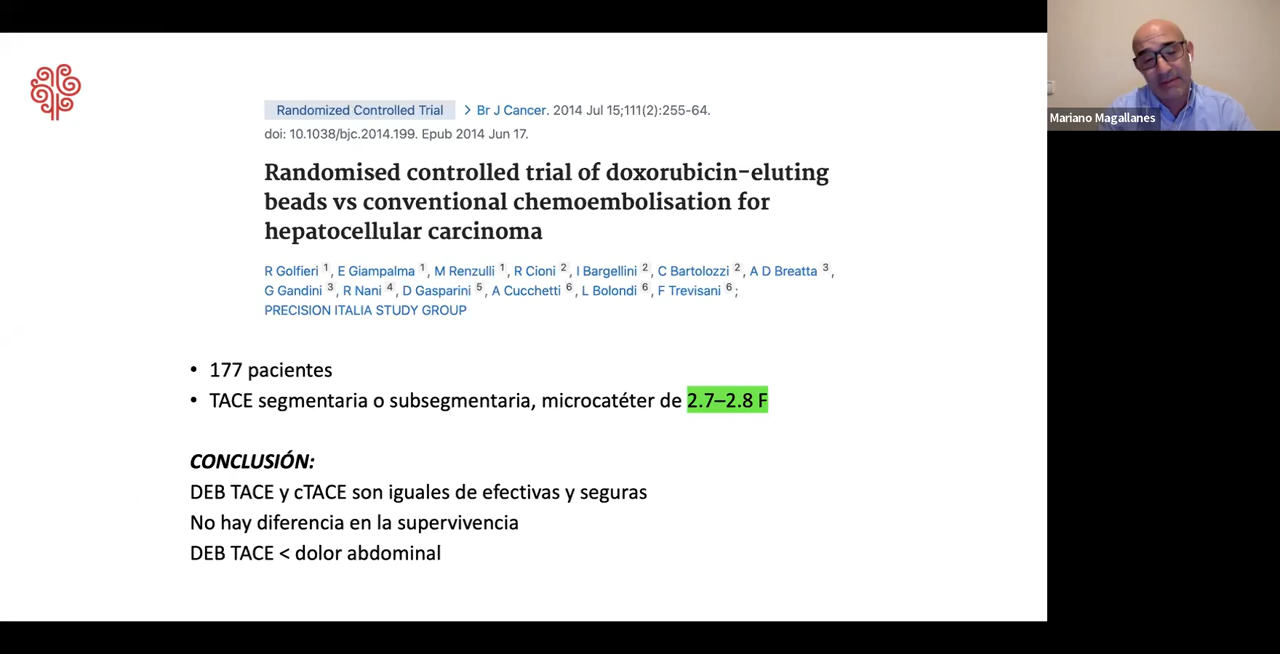 Randomized Controlled Trial > Br J Cancer. 2014 Jul 15;111(2):255-64.
doi: 10.1038/bjc.2014.199. Epub 2014 Jun 17.
Randomised controlled trial of doxorubicin-eluting
beads vs conventional chemoembolisation for
hepatocellular carcinoma
R Golfieri 1, E Giampalma 1, M Renzulli 1, R Cioni 2, I Bargellini 2, C Bartolozzi 2, A D Breatta 3,
G Gandini 3, R Nani 4, D Gasparini 5, A Cucchetti 6, L Bolondi 6, F Trevisani 6;
PRECISION ITALIA STUDY GROUP
• 177 pacientes
• TACE segmentaria o subsegmentaria, microcatéter de 2.7–2.8 F
CONCLUSIÓN:
DEB TACE y cTACE son iguales de efectivas y seguras
No hay diferencia en la supervivencia
DEB TACE < dolor abdominal
Mariano Magallanes